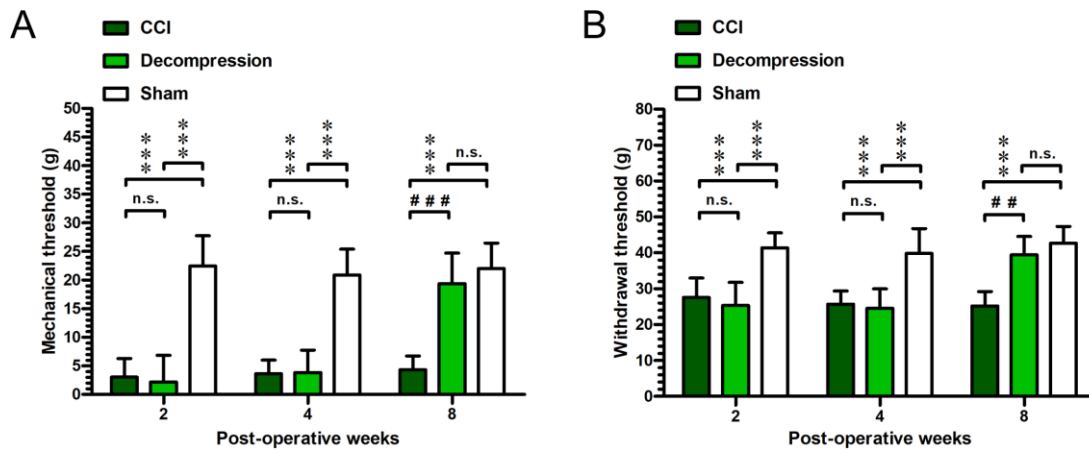 A
CCI
Decompression
Sham
Mechanical threshold (g)
50
45
40
35
30
25
20
15
10
5
0
***
***
n.s.
***
***
n.s.
***
n.s.
###
2
4
8
Post-operative weeks
B
CCI
Decompression
Sham
Withdrawal threshold (g)
80
70
60
50
40
30
20
10
0
***
***
n.s.
***
***
n.s.
***
n.s.
##
2
4
8
Post-operative weeks